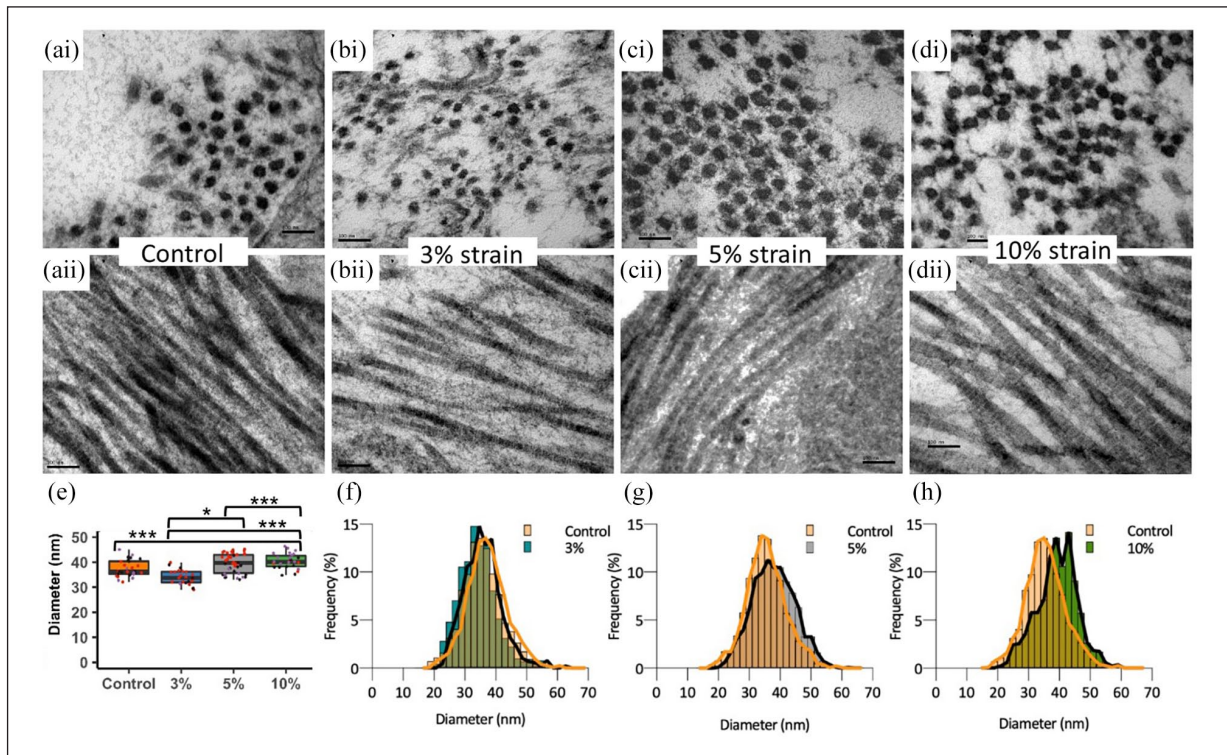 (ai)
(bi)
(ci)
(di)
Control
3% strain
5% strain
10% strain
(aii)
(bii)
(cii)
(dii)
(e)
(f)
(g)
(h)
***
*
***
***
Diameter (nm)
50
40
30
20
10
0
Control
3%
5%
10%
Frequency (%)
15
10
5
0
Control
3%
0 10 20 30 40 50 60 70
Diameter (nm)
Frequency (%)
15
10
5
0
Control
5%
0 10 20 30 40 50 60 70
Diameter (nm)
Frequency (%)
15
10
5
0
Control
10%
0 10 20 30 40 50 60 70
Diameter (nm)